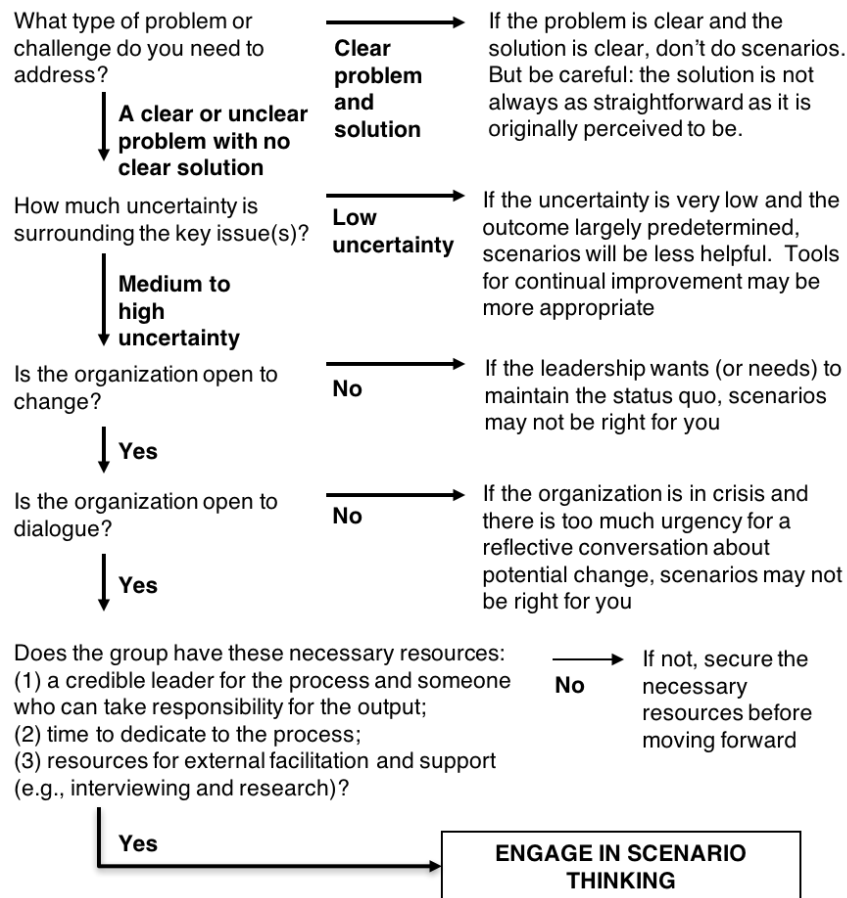 What type of problem or
challenge do you need to
address?
Clear
problem
and
solution
If the problem is clear and the
solution is clear, don’t do scenarios.
But be careful: the solution is not
always as straightforward as it is
originally perceived to be.
A clear or unclear
problem with no
clear solution
How much uncertainty is
surrounding the key issue(s)?
Low
uncertainty
If the uncertainty is very low and the
outcome largely predetermined,
scenarios will be less helpful. Tools
for continual improvement may be
more appropriate
Medium to
high
uncertainty
Is the organization open to
change?
No
If the leadership wants (or needs) to
maintain the status quo, scenarios
may not be right for you
Yes
Is the organization open to
dialogue?
No
If the organization is in crisis and
there is too much urgency for a
reflective conversation about
potential change, scenarios may not
be right for you
Yes
Does the group have these necessary resources:
(1) a credible leader for the process and someone
who can take responsibility for the output;
(2) time to dedicate to the process;
(3) resources for external facilitation and support
(e.g., interviewing and research)?
No
If not, secure the
necessary
resources before
moving forward
Yes
ENGAGE IN SCENARIO
THINKING